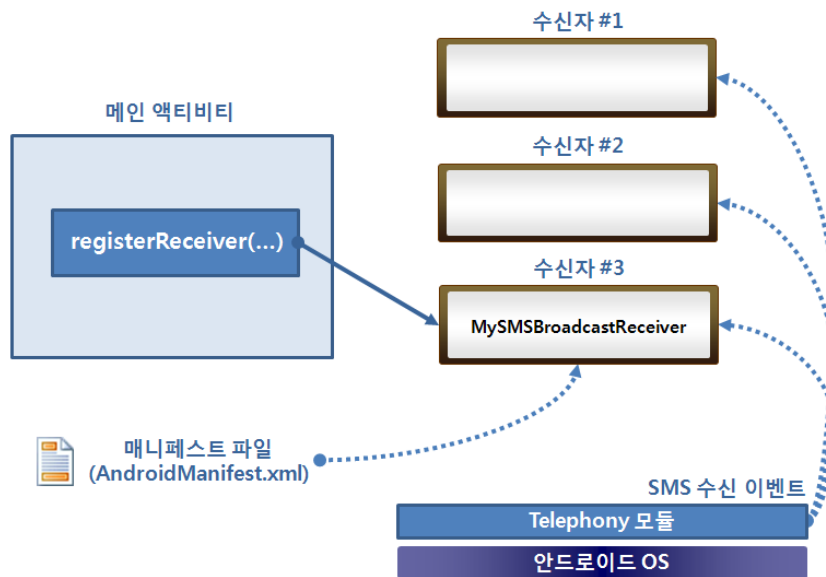 수신자 #1
메인 액티비티
수신자 #2
registerReceiver(...)
수신자 #3
MySMSBroadcastReceiver
매니페스트 파일
(AndroidManifest.xml)
SMS 수신 이벤트
Telephony 모듈
안드로이드 OS